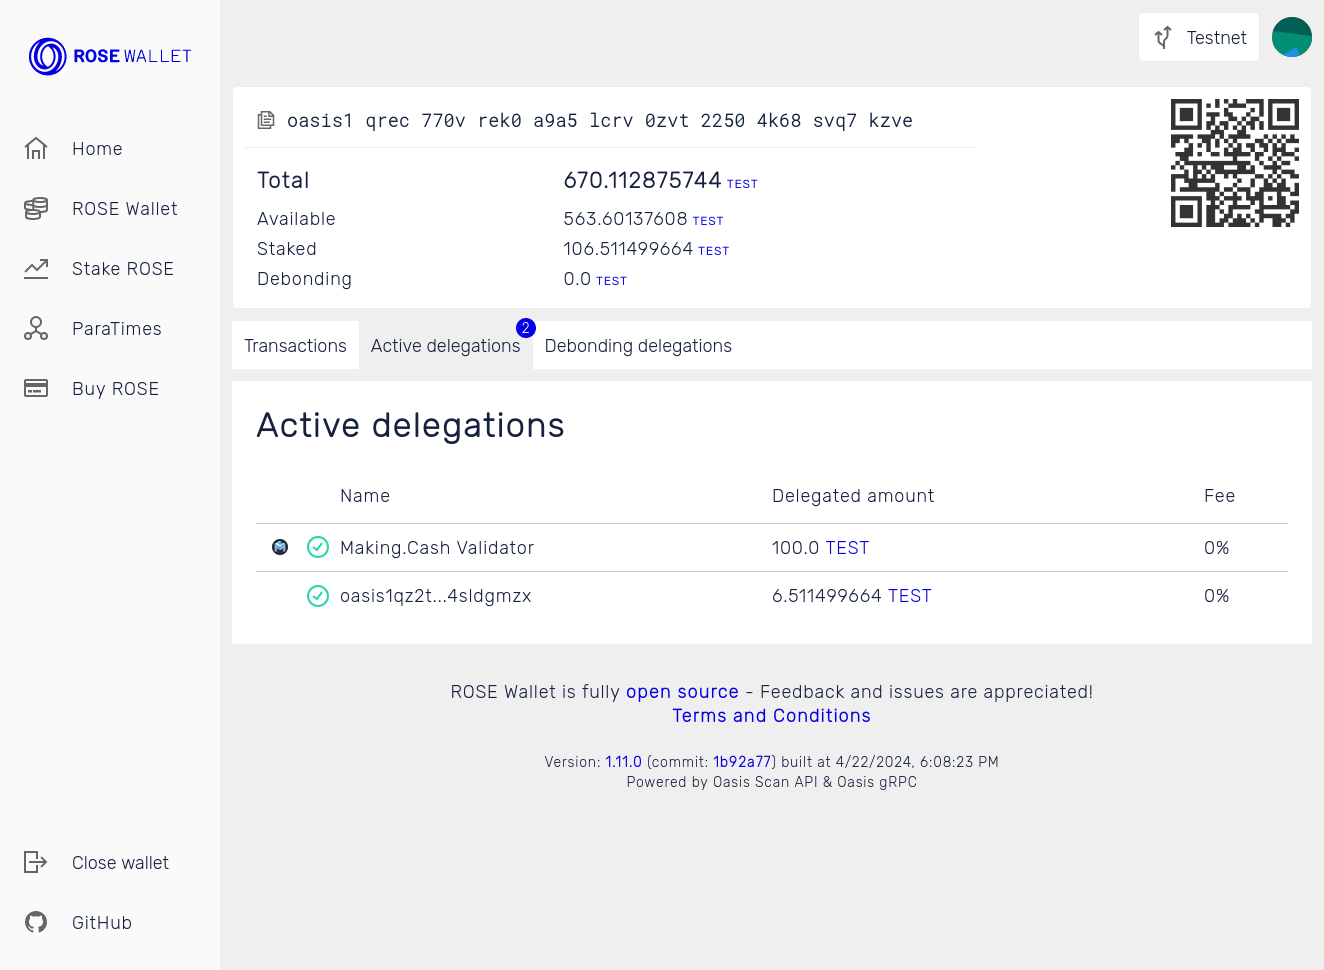 ROSE WALLET
Testnet
Home
ROSE Wallet
Stake ROSE
ParaTimes
Buy ROSE
Close wallet
GitHub
oasis1 qrec 770v rek0 a9a5 lcrv 0zvt 2250 4k68 svq7 kzve
Total 670.112875744 TEST
Available 563.60137608 TEST
Staked 106.511499664 TEST
Debonding 0.0 TEST
Transactions Active delegations 2 Debonding delegations
Active delegations
Name Delegated amount Fee
Making.Cash Validator 100.0 TEST 0%
oasis1qz2t...4sldgmzx 6.511499664 TEST 0%
ROSE Wallet is fully open source - Feedback and issues are appreciated!
Terms and Conditions
Version: 1.11.0 (commit: 1b92a77) built at 4/22/2024, 6:08:23 PM
Powered by Oasis Scan API & Oasis gRPC